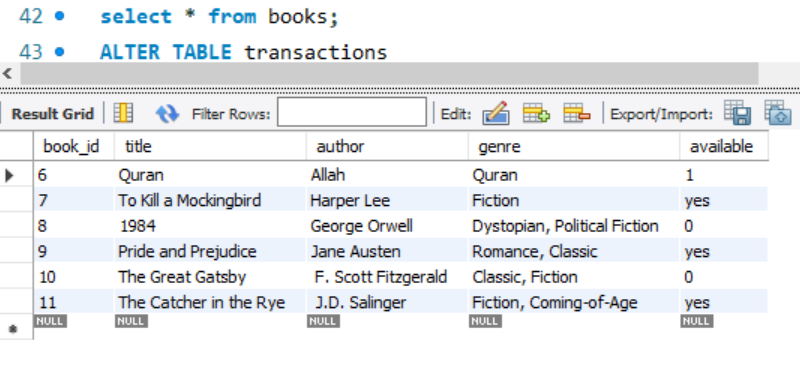 42 select * from books;
43 ALTER TABLE transactions
Result Grid Filter Rows: Edit: Export/Import:
book_id title author genre available
6 Quran Allah Quran 1
7 To Kill a Mockingbird Harper Lee Fiction yes
8 1984 George Orwell Dystopian, Political Fiction 0
9 Pride and Prejudice Jane Austen Romance, Classic yes
10 The Great Gatsby F. Scott Fitzgerald Classic, Fiction 0
11 The Catcher in the Rye J.D. Salinger Fiction, Coming-of-Age yes
NULL NULL NULL NULL NULL